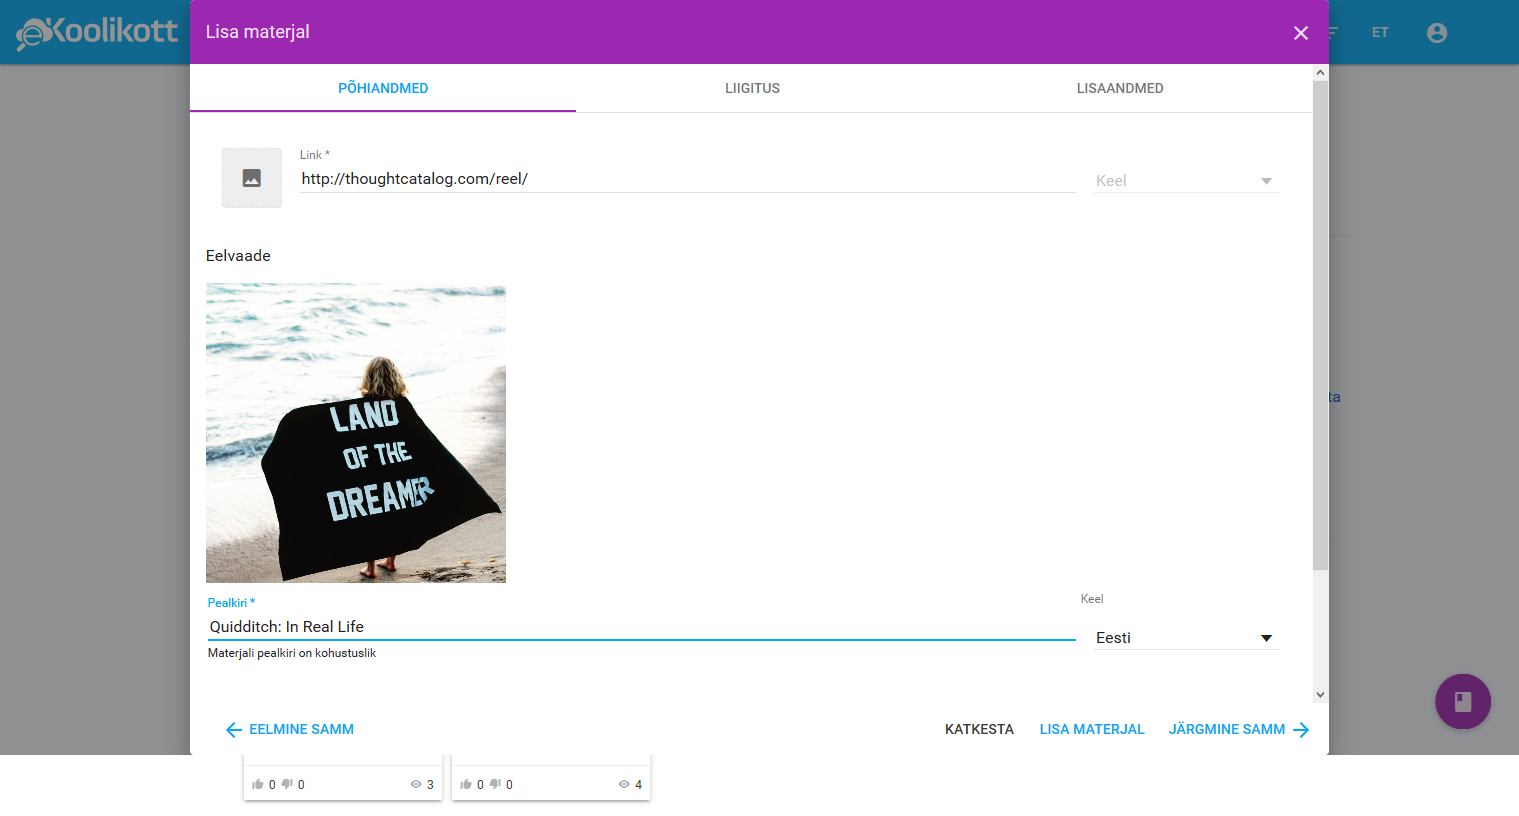 eKoolikott
Lisa materjal
ET
PÕHIANDMED
LIIGITUS
LISAANDMED
Link *
http://thoughtcatalog.com/reel/
Keel
Eelvaade
LAND
OF THE
DREAMER
ta
Pealkiri *
Keel
Quidditch: In Real Life
Eesti
Materjali pealkiri on kohustuslik
EELMINE SAMM
KATKESTA
LISA MATERJAL
JÄRGMINE SAMM
0 0 3
0 0 4